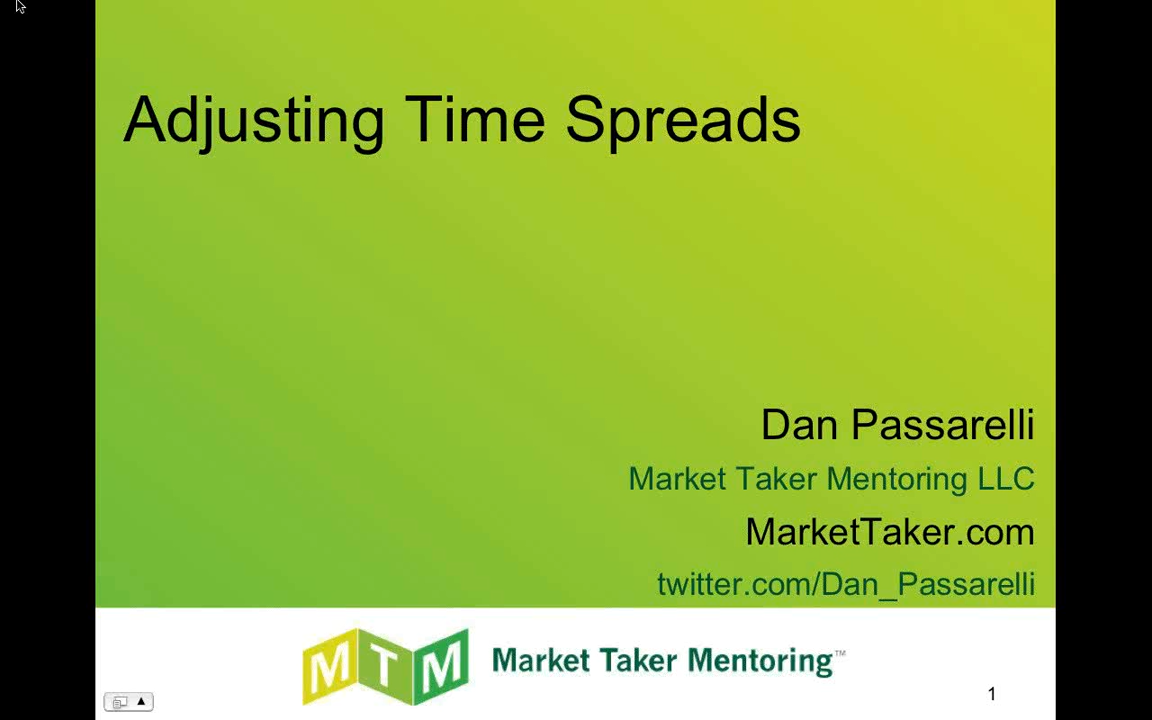 Adjusting Time Spreads
Dan Passarelli
Market Taker Mentoring LLC
MarketTaker.com
twitter.com/Dan_Passarelli
MTM Market Taker Mentoring™
1